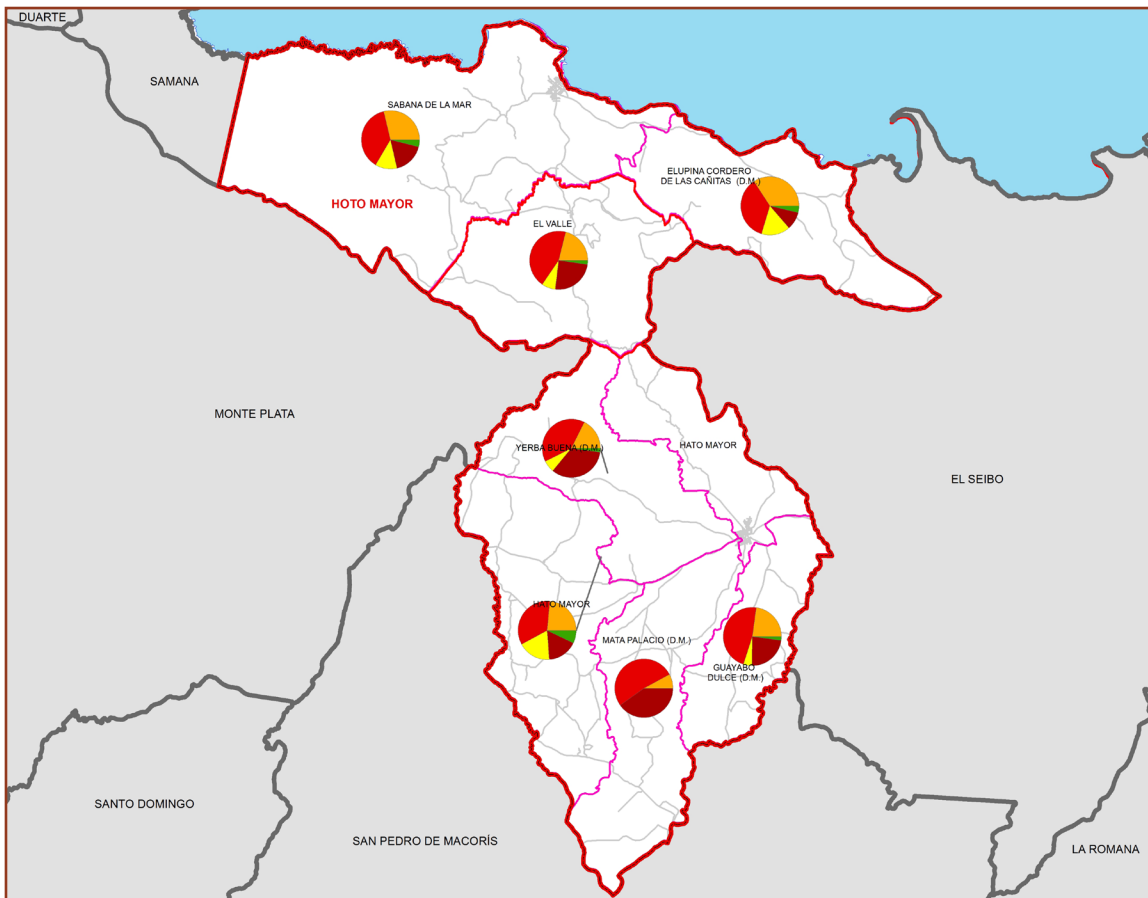 DUARTE
SAMANA
SABANA DE LA MAR
ELUPINA CORDERO
DE LAS CAÑITAS (D.M.)
HOTO MAYOR
EL VALLE
MONTE PLATA
YERBA BUENA (D.M.)
HATO MAYOR
EL SEIBO
HATO MAYOR
MATA PALACIO (D.M.)
GUAYABO
DULCE (D.M.)
SANTO DOMINGO
SAN PEDRO DE MACORÍS
LA ROMANA